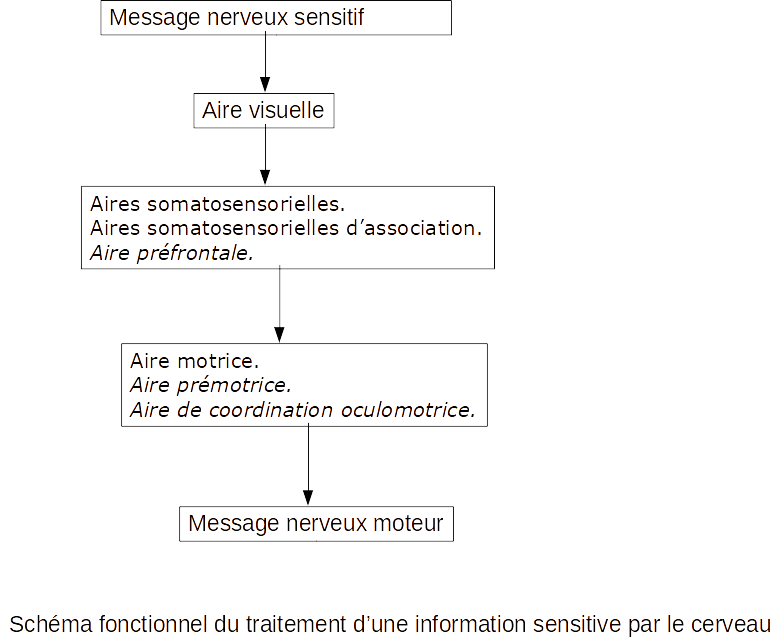 Message nerveux sensitif
Aire visuelle
Aires somatosensorielles.
Aires somatosensorielles d’association.
Aire préfrontale.
Aire motrice.
Aire prémotrice.
Aire de coordination oculomotrice.
Message nerveux moteur
Schéma fonctionnel du traitement d’une information sensitive par le cerveau